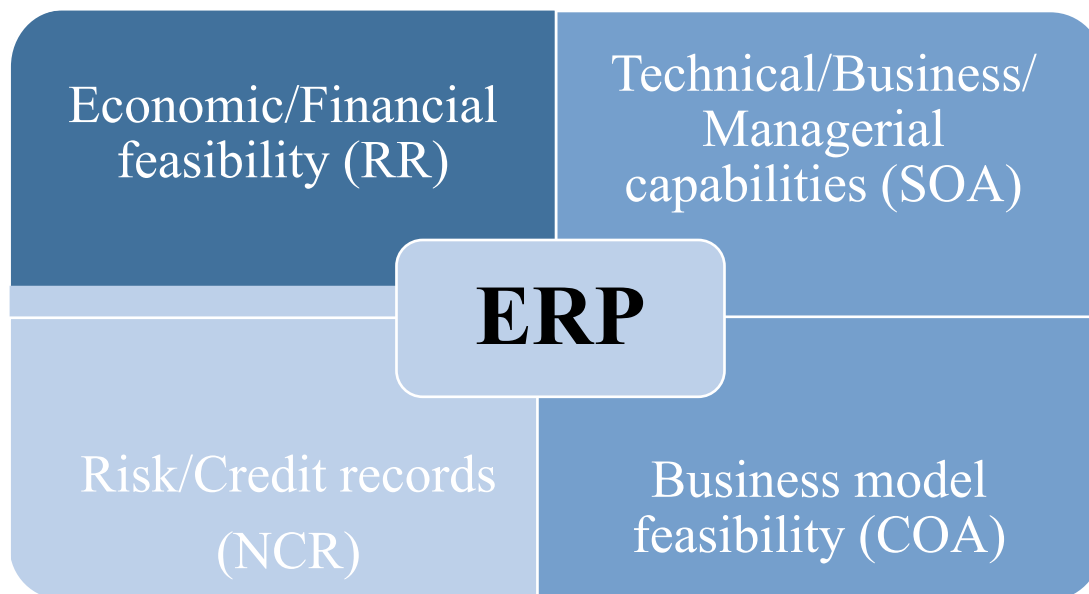 Economic/Financial
feasibility (RR)
Technical/Business/
Managerial
capabilities (SOA)
ERP
Risk/Credit records
(NCR)
Business model
feasibility (COA)